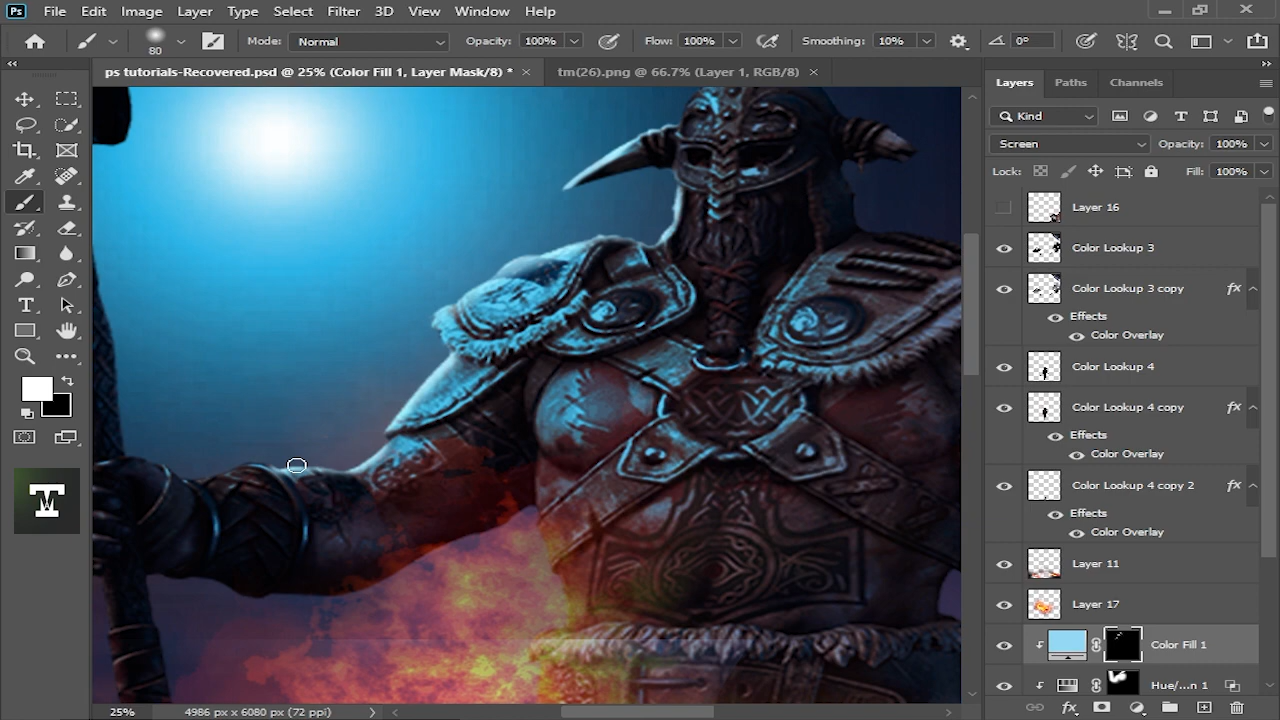 Ps File Edit Image Layer Type Select Filter 3D View Window Help
80 Mode: Normal Opacity: 100% Flow: 100% Smoothing: 10% 0°
ps tutorials-Recovered.psd @ 25% (Color Fill 1, Layer Mask/8) * × tm(26).png @ 66.7% (Layer 1, RGB/8) ×
Layers Paths Channels
Kind
Screen Opacity: 100%
Lock: Fill: 100%
Layer 16
Color Lookup 3
Color Lookup 3 copy fx
Effects
Color Overlay
Color Lookup 4
Color Lookup 4 copy fx
Effects
Color Overlay
Color Lookup 4 copy 2 fx
Effects
Color Overlay
Layer 11
Layer 17
Color Fill 1
Hue/...n 1
TM
25% 4986 px x 6080 px (72 ppi)
fx